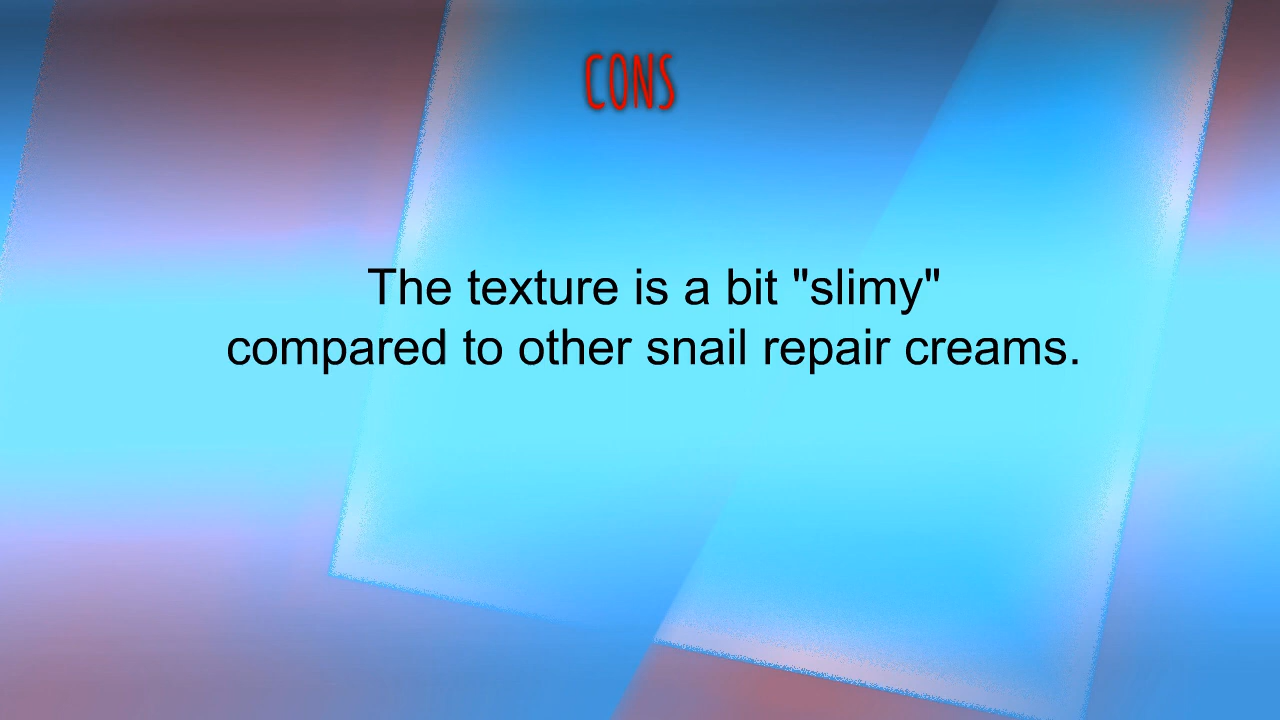 CONS
The texture is a bit "slimy"
compared to other snail repair creams.